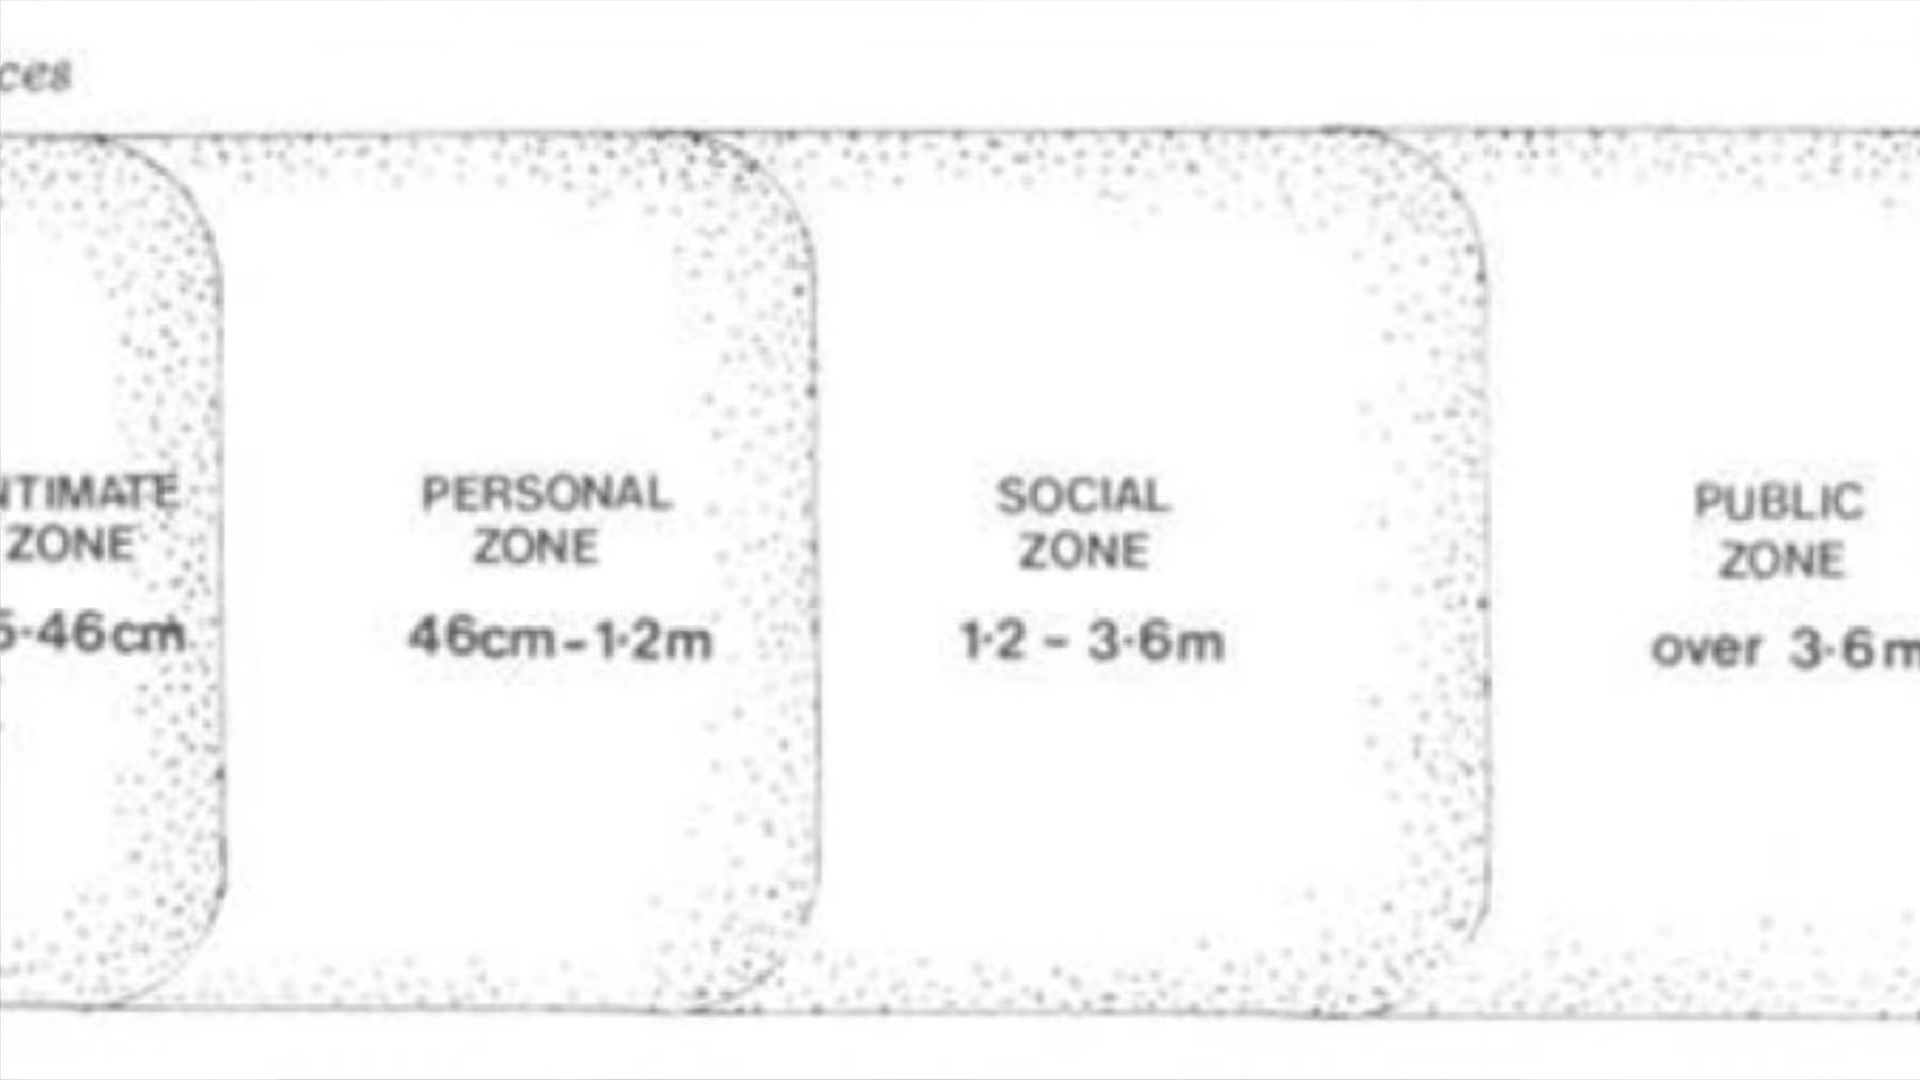 ces
NTIMATE
ZONE
5·46cm
PERSONAL
ZONE
46cm-1·2m
SOCIAL
ZONE
1·2 - 3·6m
PUBLIC
ZONE
over 3·6m